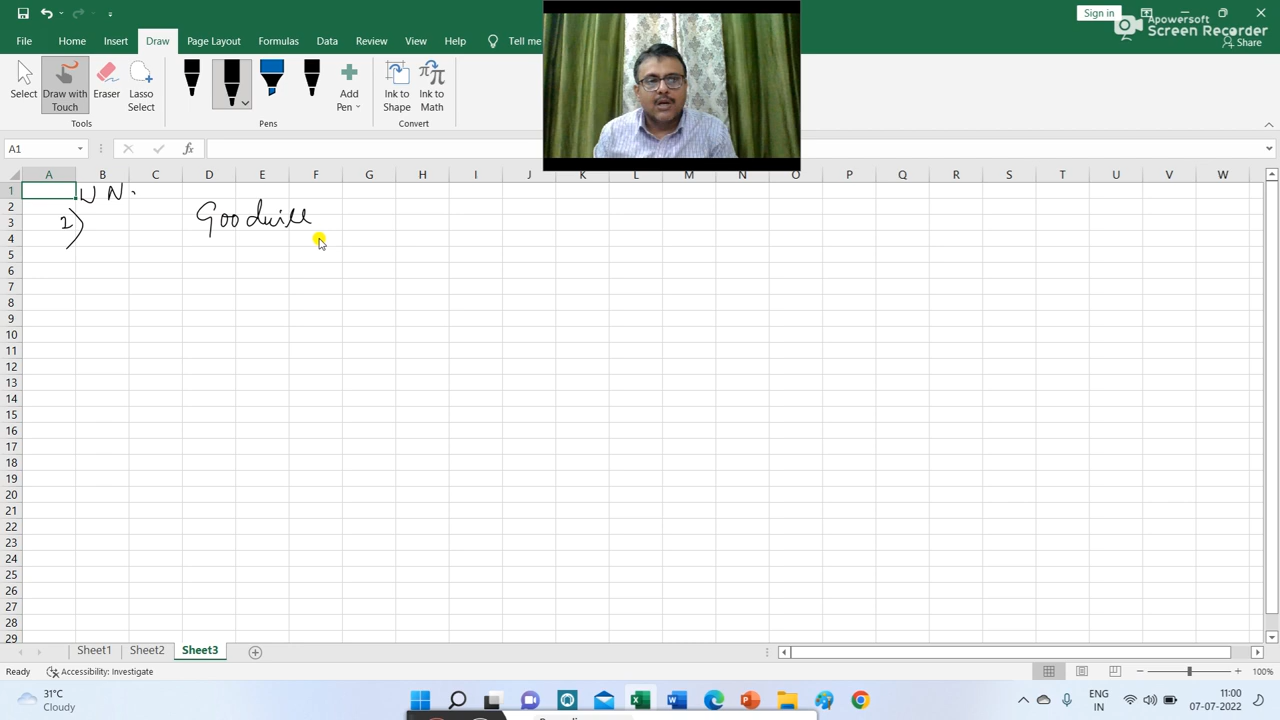 Sign in
Apowersoft
Screen Recorder
File Home Insert Draw Page Layout Formulas Data Review View Help Tell me
Share
Select
Draw with Touch
Eraser
Lasso Select
Add Pen
Ink to Shape
Ink to Math
Tools
Pens
Convert
A1
fx
A B C D E F G H I J K L M N O P Q R S T U V W
1
W N.
2
3
2) Goodwill
4
5
6
7
8
9
10
11
12
13
14
15
16
17
18
19
20
21
22
23
24
25
26
27
28
29
Sheet1 Sheet2 Sheet3
Ready
Accessibility: Investigate
100%
31°C
Cloudy
ENG
IN
11:00
07-07-2022